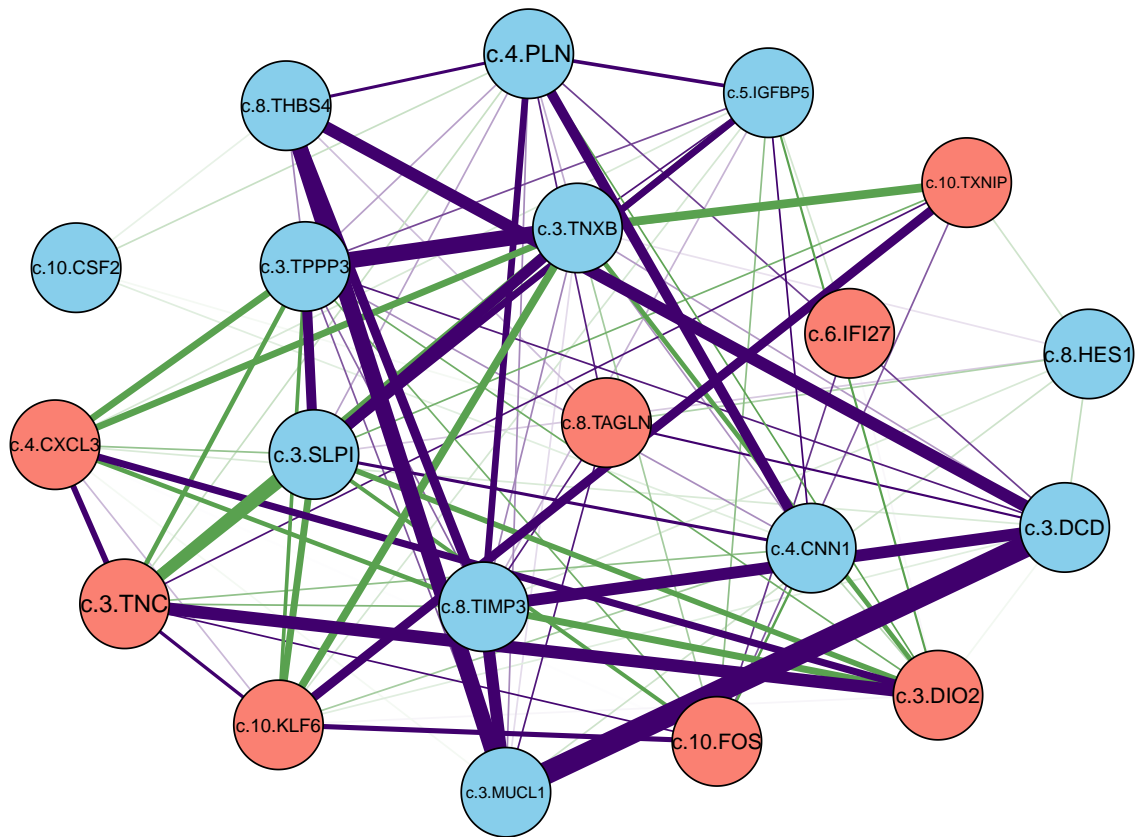 c.4.PLN
c.5.IGFBP5
c.8.THBS4
c.10.TXNIP
c.3.TNXB
c.3.TPPP3
c.10.CSF2
c.6.IFI27
c.8.HES1
c.8.TAGLN
c.4.CXCL3
c.3.SLPI
c.3.DCD
c.4.CNN1
c.3.TNC
c.8.TIMP3
c.3.DIO2
c.10.KLF6
c.10.FOS
c.3.MUCL1